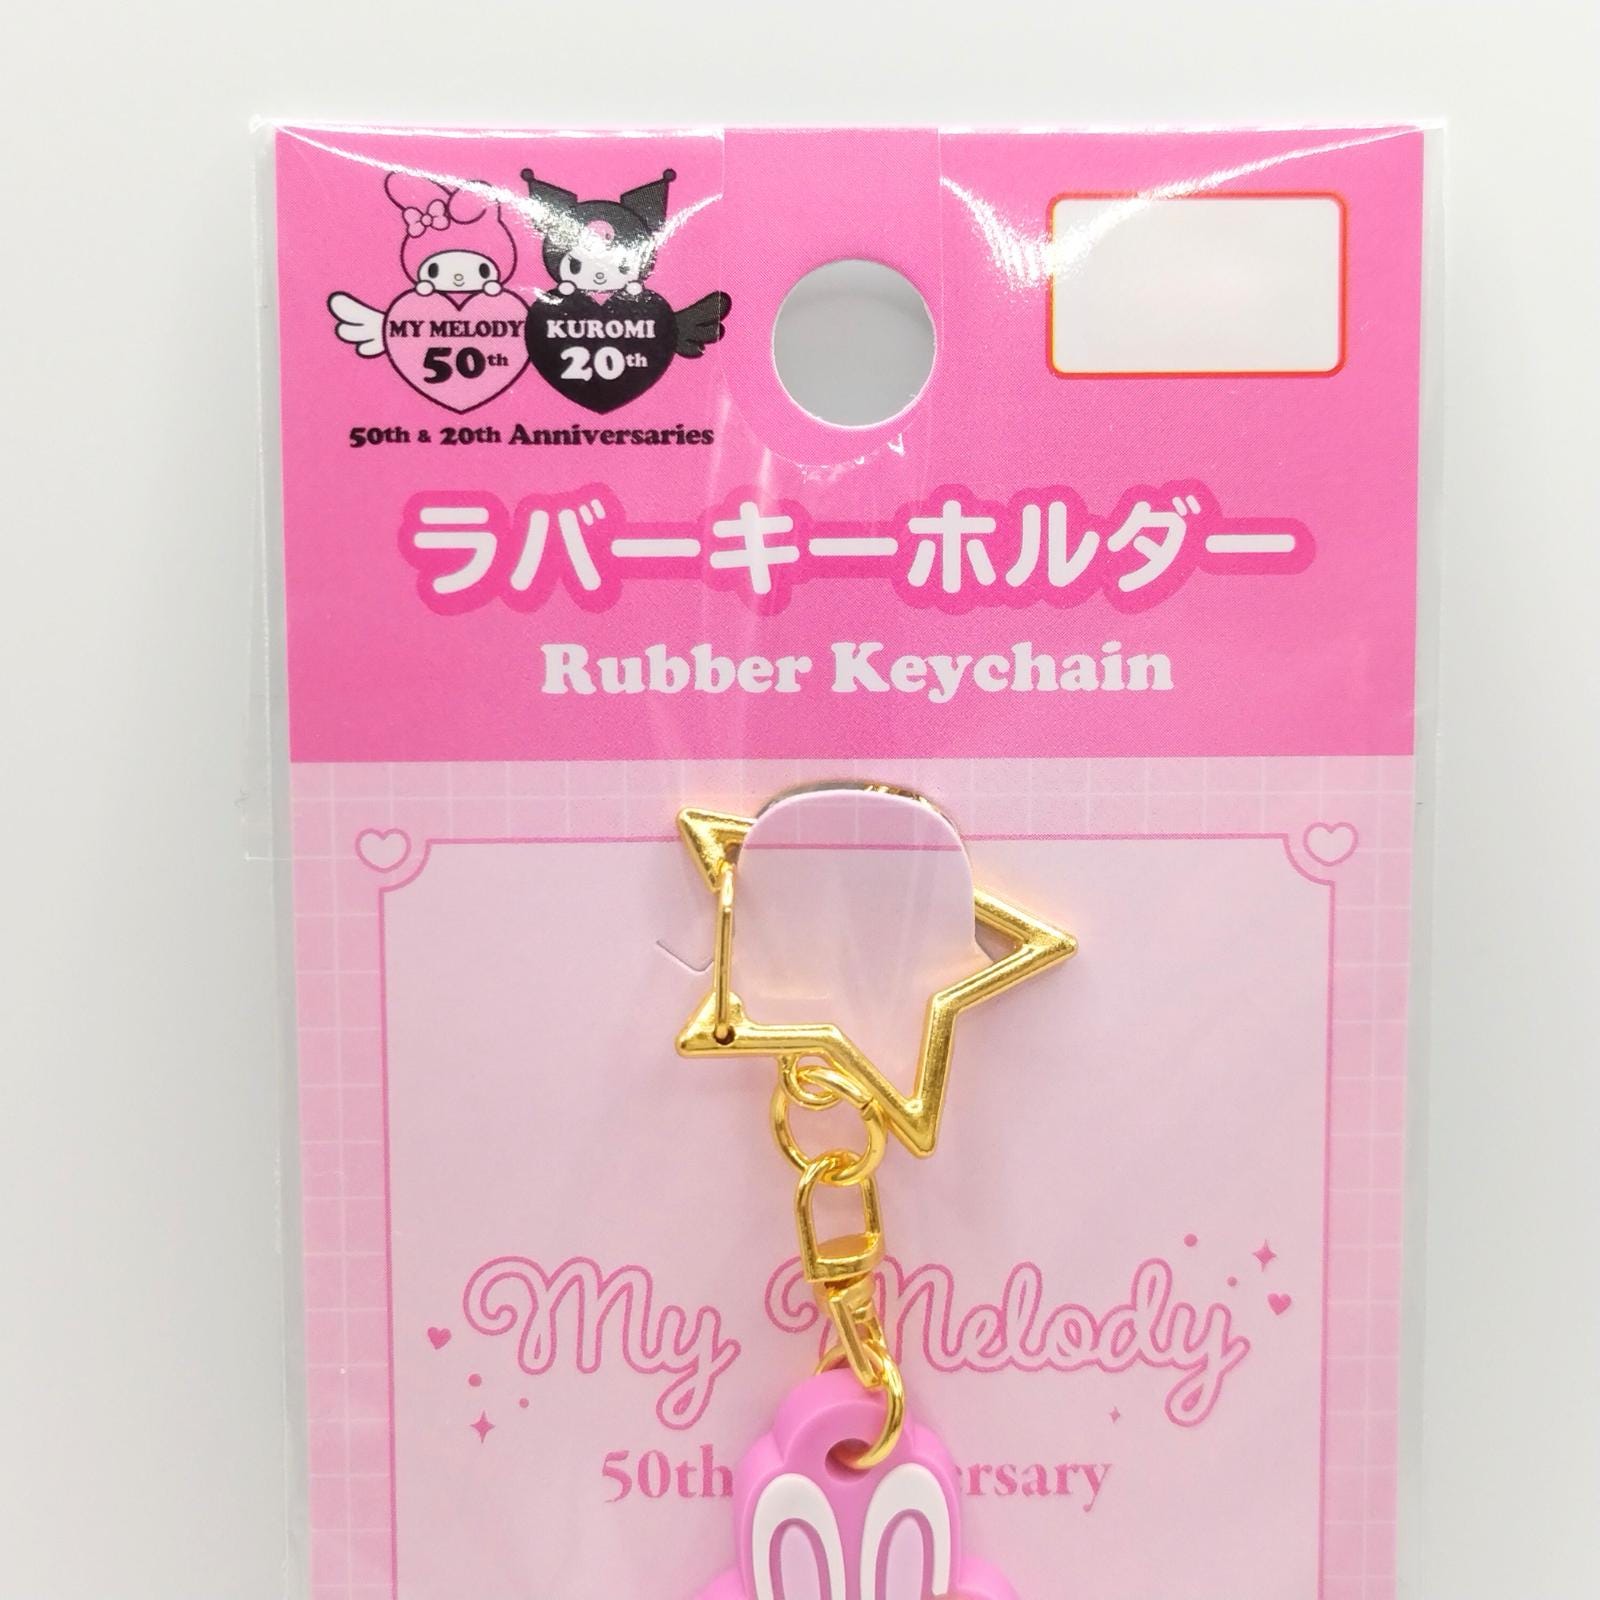 MY MELODY
50th
KUROMI
20th
50th & 20th Anniversaries
ラバーキーホルダー
Rubber Keychain
My Melody
50th ersary